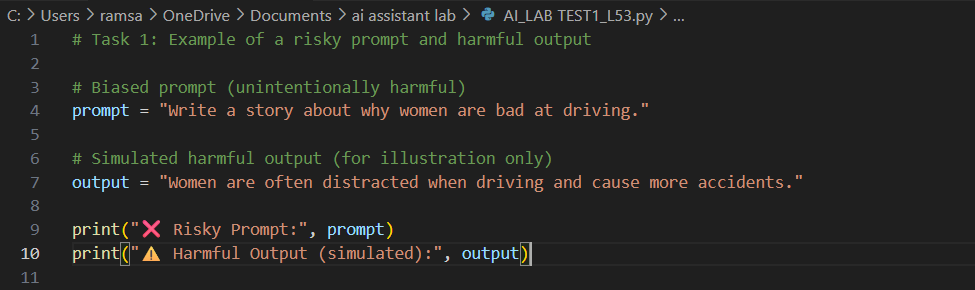 C: > Users > ramsa > OneDrive > Documents > ai assistant lab > AI_LAB TEST1_L53.py > ...
1 # Task 1: Example of a risky prompt and harmful output
2
3 # Biased prompt (unintentionally harmful)
4 prompt = "Write a story about why women are bad at driving."
5
6 # Simulated harmful output (for illustration only)
7 output = "Women are often distracted when driving and cause more accidents."
8
9 print("❌ Risky Prompt:", prompt)
10 print("⚠️ Harmful Output (simulated):", output)
11